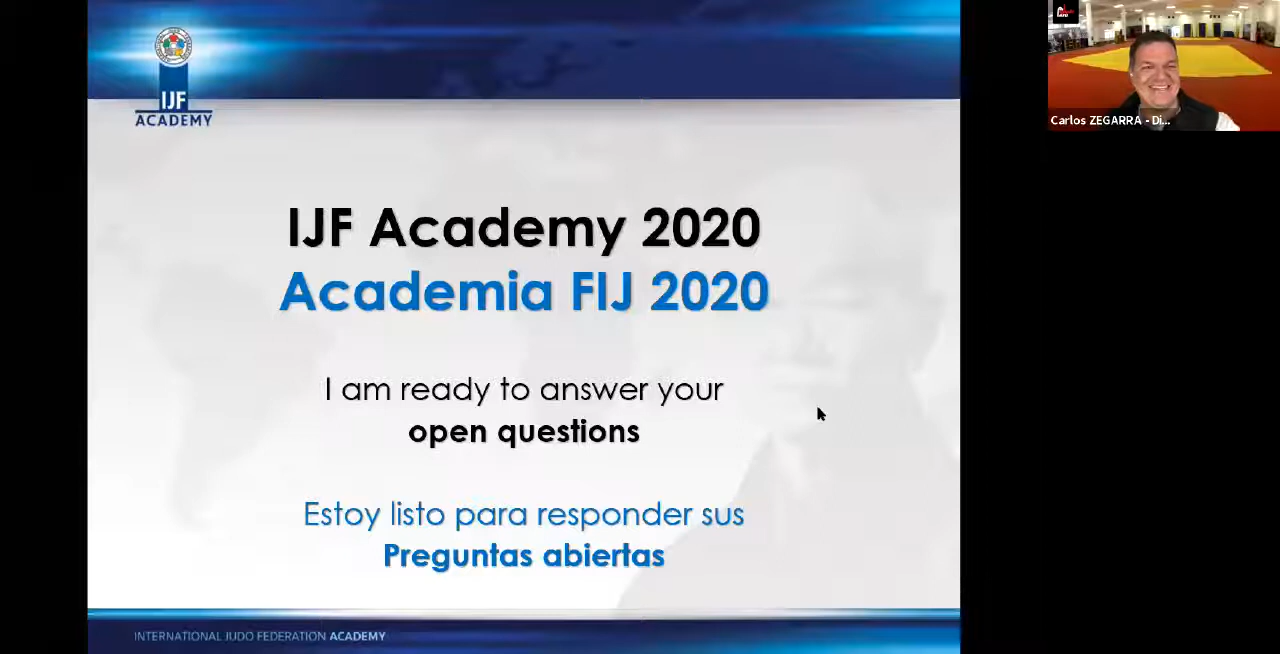 IJF
ACADEMY
IJF Academy 2020
Academia FIJ 2020
I am ready to answer your
open questions
Estoy listo para responder sus
Preguntas abiertas
INTERNATIONAL JUDO FEDERATION ACADEMY
Carlos ZEGARRA - Di...